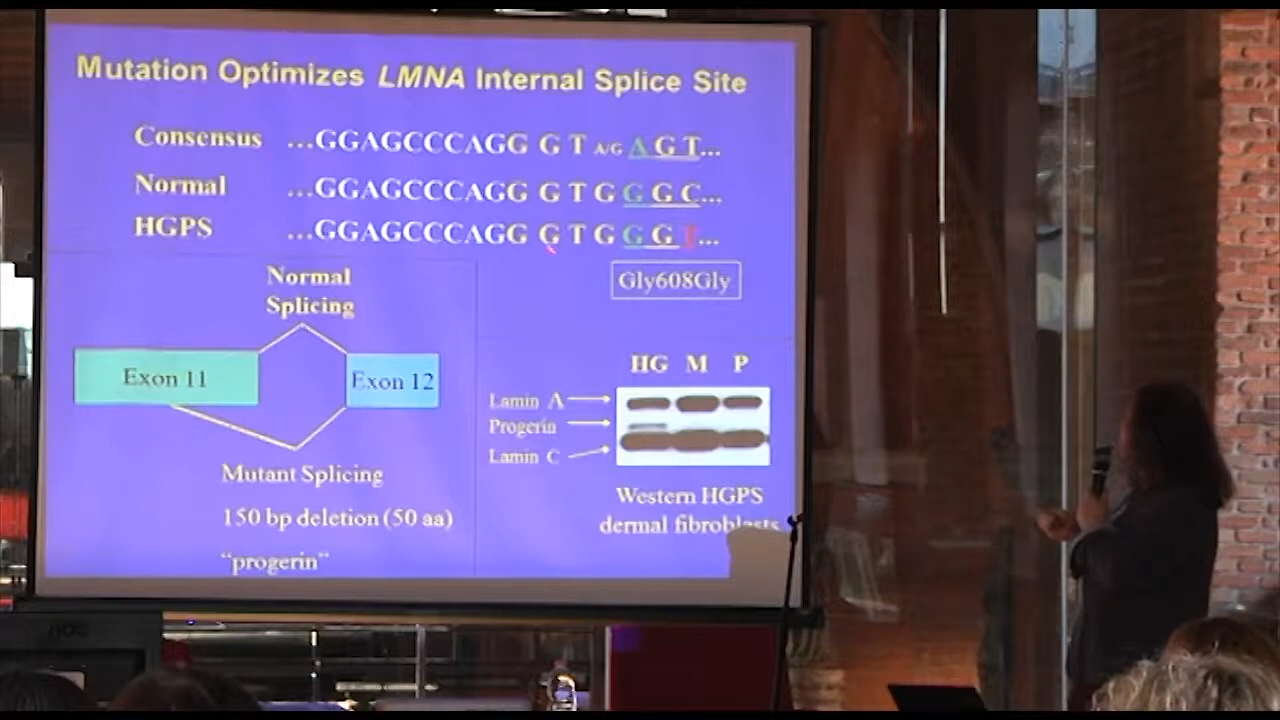 Mutation Optimizes LMNA Internal Splice Site
Consensus ...GGAGCCCAGG G T A/G A G T...
Normal ...GGAGCCCAGG G T G G G C...
HGPS ...GGAGCCCAGG G T G G G T...
Gly608Gly
Normal
Splicing
Exon 11
Exon 12
Mutant Splicing
150 bp deletion (50 aa)
"progerin"
HG M P
Lamin A
Progerin
Lamin C
Western HGPS
dermal fibroblasts
AOC